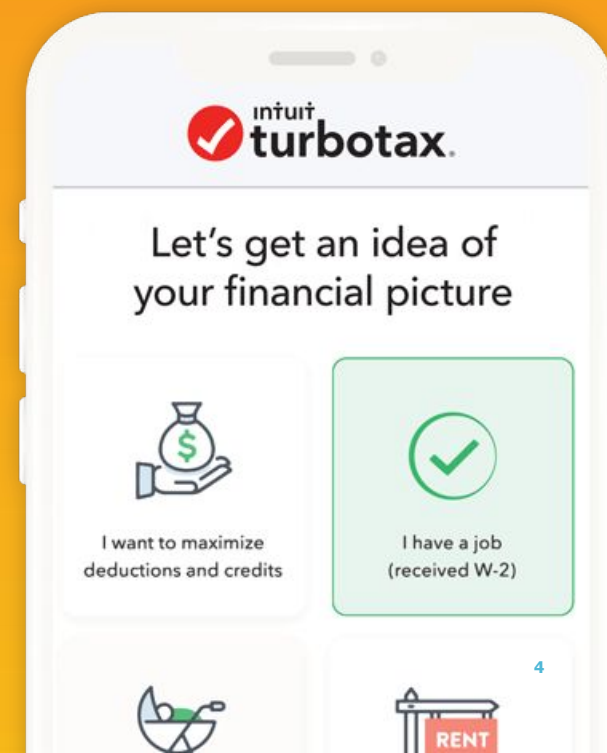 intuit
turbotax.
Let's get an idea of
your financial picture
$
I want to maximize
deductions and credits
I have a job
(received W-2)
4
RENT